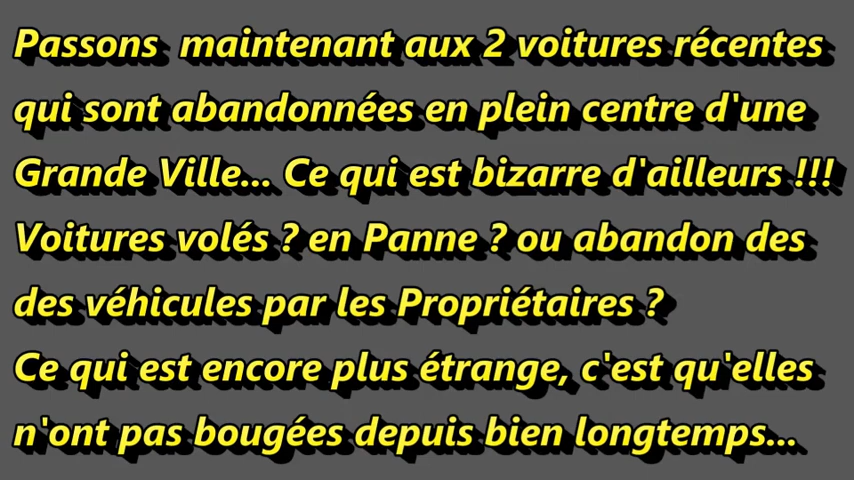 Passons  maintenant aux 2 voitures récentes
qui sont abandonnées en plein centre d'une
Grande Ville... Ce qui est bizarre d'ailleurs !!!
Voitures volés ? en Panne ? ou abandon des
des véhicules par les Propriétaires ?
Ce qui est encore plus étrange, c'est qu'elles
n'ont pas bougées depuis bien longtemps...